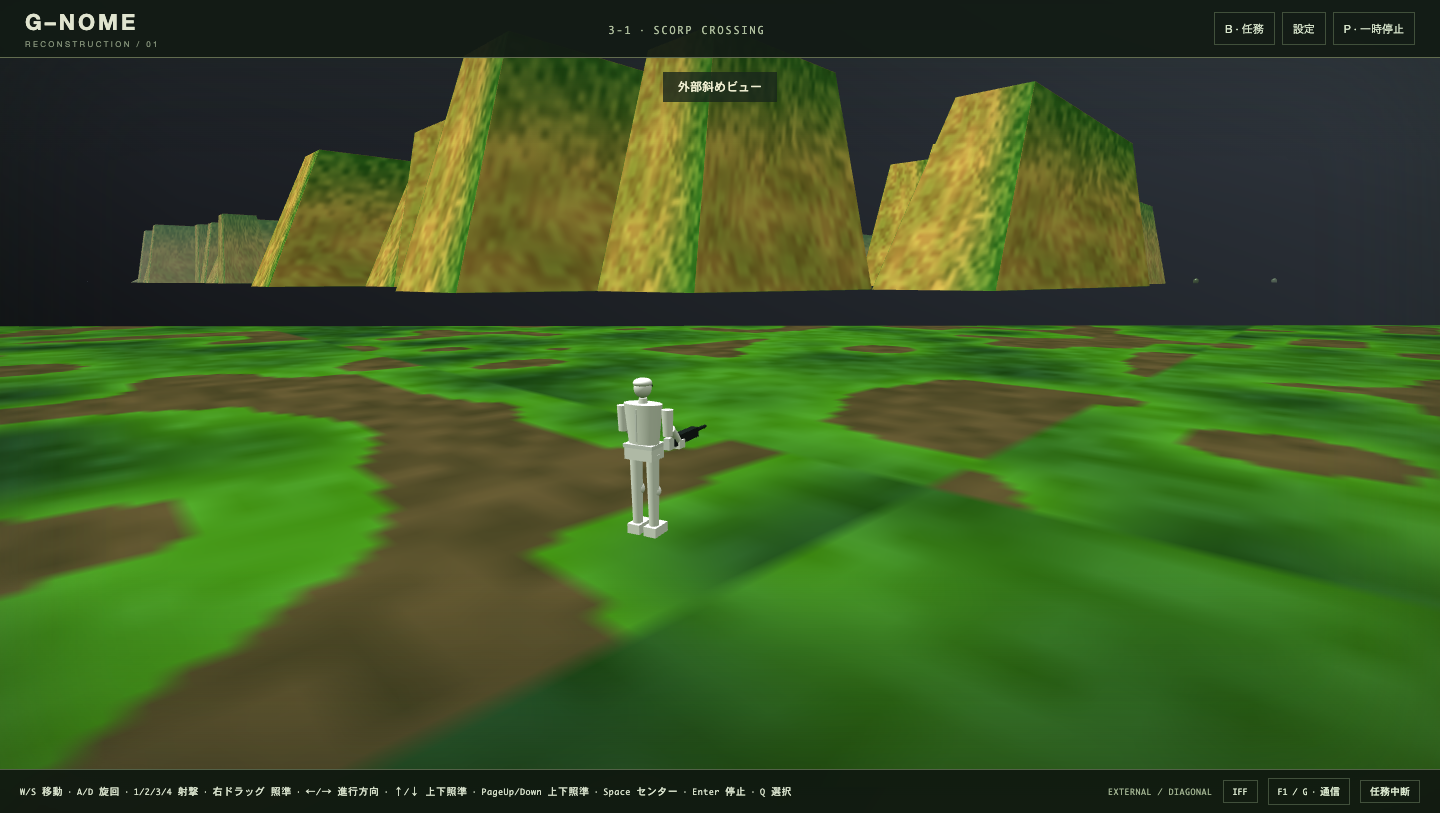 G-NOME
RECONSTRUCTION / 01
3-1 · SCORP CROSSING
B · 任務
設定
P · 一時停止
外部斜めビュー
W/S 移動 · A/D 旋回 · 1/2/3/4 射撃 · 右ドラッグ 照準 · ←/→ 進行方向 · ↑/↓ 上下照準 · PageUp/Down 上下照準 · Space センター · Enter 停止 · Q 選択
EXTERNAL / DIAGONAL
IFF
F1 / G · 通信
任務中断